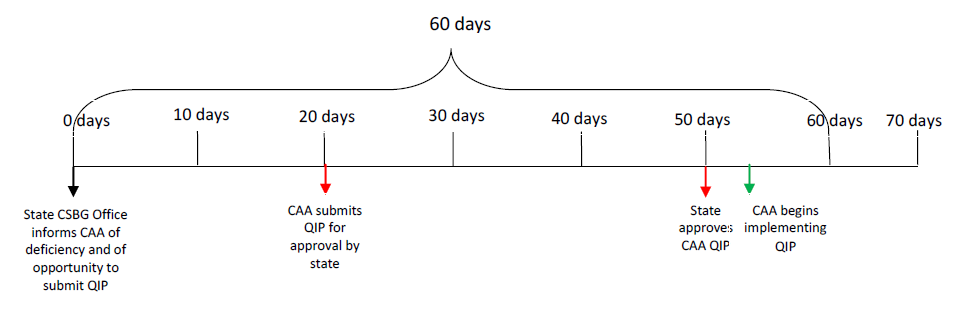 60 days
0 days
10 days
20 days
30 days
40 days
50 days
60 days
70 days
State CSBG Office
informs CAA of
deficiency and of
opportunity to
submit QIP
CAA submits
QIP for
approval by
state
State
approves
CAA QIP
CAA begins
implementing
QIP